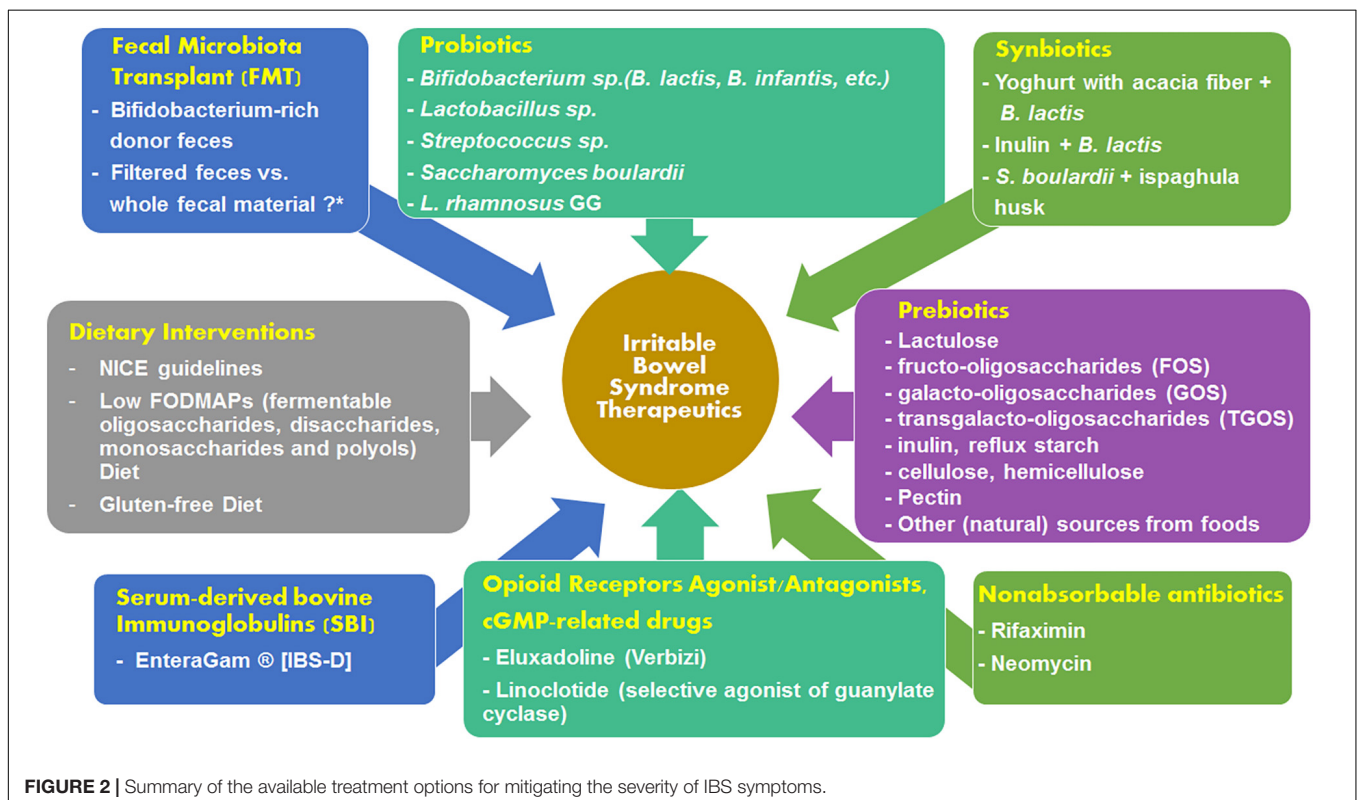 Fecal Microbiota
Transplant (FMT)
- Bifidobacterium-rich
donor feces
- Filtered feces vs.
whole fecal material ?*
Probiotics
- Bifidobacterium sp.(B. lactis, B. infantis, etc.)
- Lactobacillus sp.
- Streptococcus sp.
- Saccharomyces boulardii
- L. rhamnosus GG
Synbiotics
- Yoghurt with acacia fiber +
B. lactis
- Inulin + B. lactis
- S. boulardii + ispaghula
husk
Dietary Interventions
- NICE guidelines
- Low FODMAPs (fermentable
oligosaccharides, disaccharides,
monosaccharides and polyols)
Diet
- Gluten-free Diet
Irritable
Bowel
Syndrome
Therapeutics
Prebiotics
- Lactulose
- fructo-oligosaccharides (FOS)
- galacto-oligosaccharides (GOS)
- transgalacto-oligosaccharides (TGOS)
- inulin, reflux starch
- cellulose, hemicellulose
- Pectin
- Other (natural) sources from foods
Serum-derived bovine
Immunoglobulins (SBI)
- EnteraGam ® [IBS-D]
Opioid Receptors Agonist/Antagonists,
cGMP-related drugs
- Eluxadoline (Verbizi)
- Linoclotide (selective agonist of guanylate
cyclase)
Nonabsorbable antibiotics
- Rifaximin
- Neomycin
FIGURE 2 | Summary of the available treatment options for mitigating the severity of IBS symptoms.